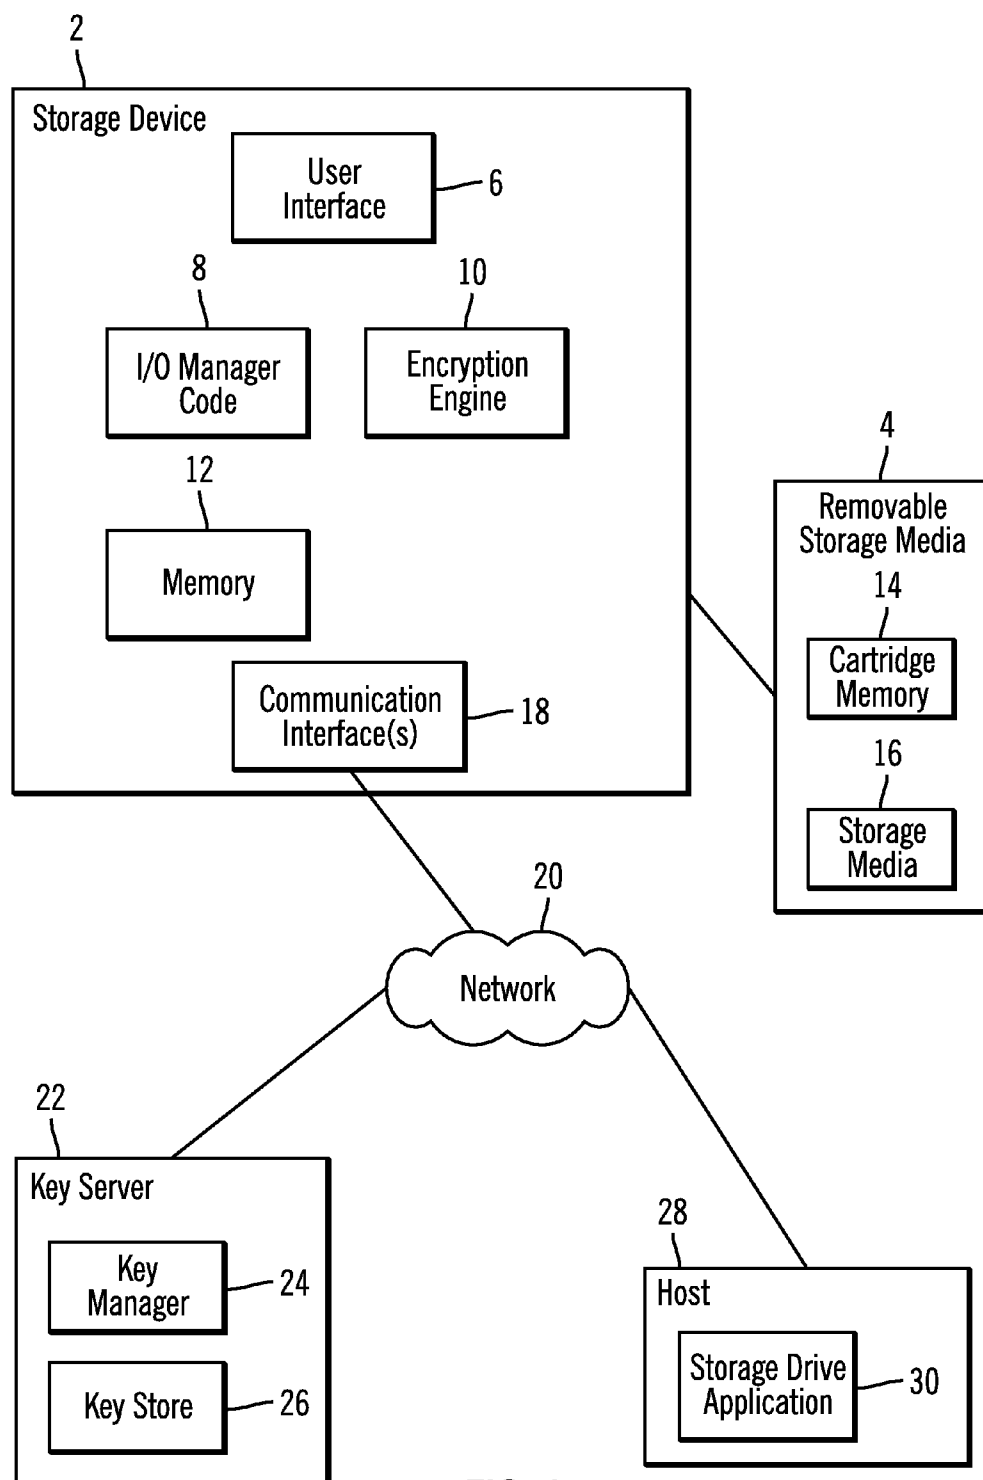 2
Storage Device
User
Interface
6
8
10
I/O Manager
Code
Encryption
Engine
12
Memory
Communication
Interface(s)
18
4
Removable
Storage Media
14
Cartridge
Memory
16
Storage
Media
20
Network
22
Key Server
Key
Manager
24
Key Store
26
28
Host
Storage Drive
Application
30